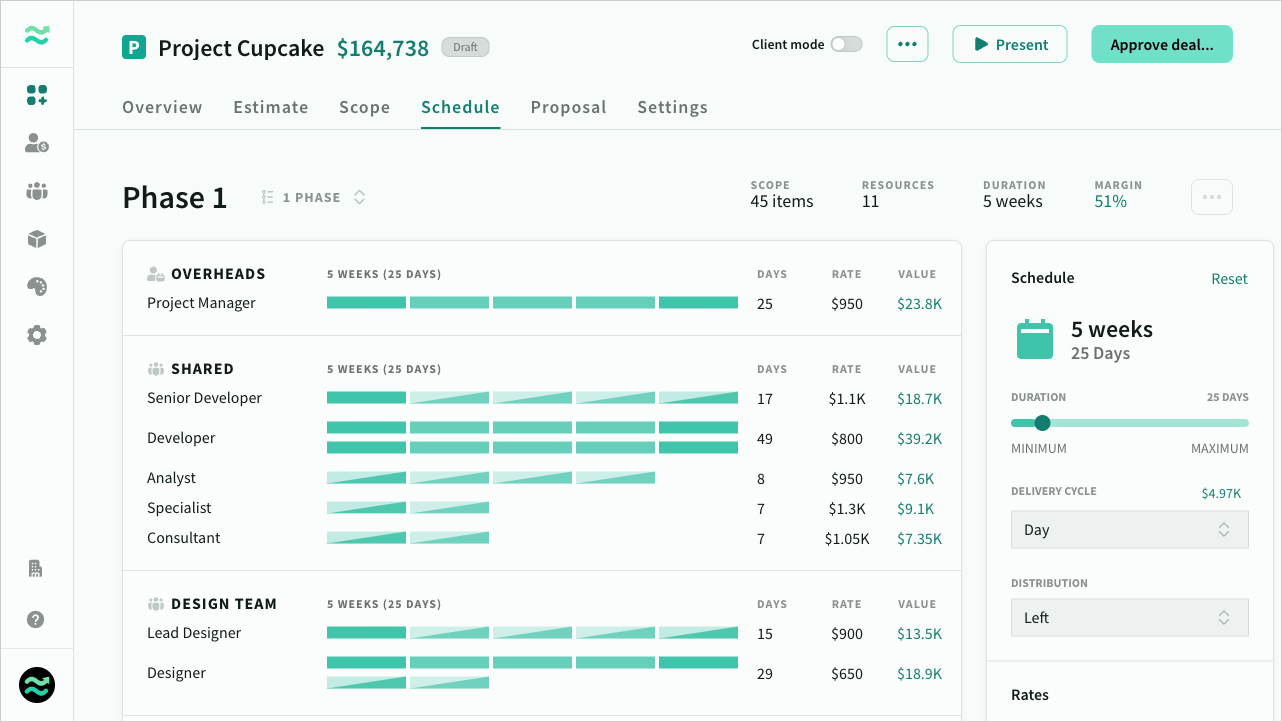 P Project Cupcake $164,738 Draft
Client mode
Present
Approve deal...
Overview Estimate Scope Schedule Proposal Settings
Phase 1
1 PHASE
SCOPE RESOURCES DURATION MARGIN
45 items 11 5 weeks 51%
OVERHEADS 5 WEEKS (25 DAYS) DAYS RATE VALUE
Project Manager 25 $950 $23.8K
SHARED 5 WEEKS (25 DAYS) DAYS RATE VALUE
Senior Developer 17 $1.1K $18.7K
Developer 49 $800 $39.2K
Analyst 8 $950 $7.6K
Specialist 7 $1.3K $9.1K
Consultant 7 $1.05K $7.35K
DESIGN TEAM 5 WEEKS (25 DAYS) DAYS RATE VALUE
Lead Designer 15 $900 $13.5K
Designer 29 $650 $18.9K
Schedule Reset
5 weeks
25 Days
DURATION 25 DAYS
MINIMUM MAXIMUM
DELIVERY CYCLE $4.97K
Day
DISTRIBUTION
Left
Rates